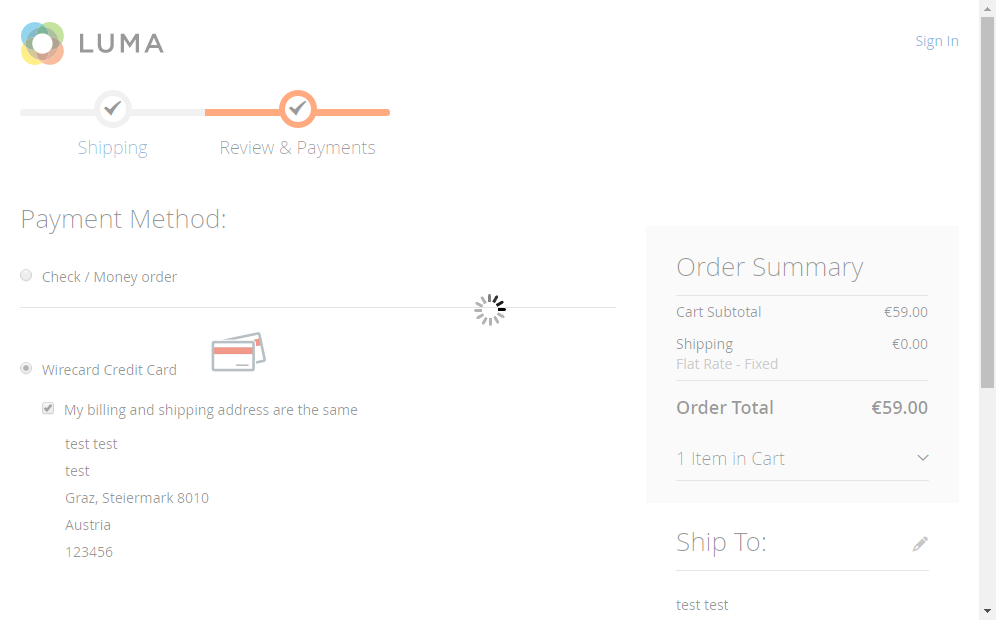 LUMA
Sign In
Shipping
Review & Payments
Payment Method:
Check / Money order
Wirecard Credit Card
My billing and shipping address are the same
test test
test
Graz, Steiermark 8010
Austria
123456
Order Summary
Cart Subtotal €59.00
Shipping €0.00
Flat Rate - Fixed
Order Total €59.00
1 Item in Cart
Ship To:
test test